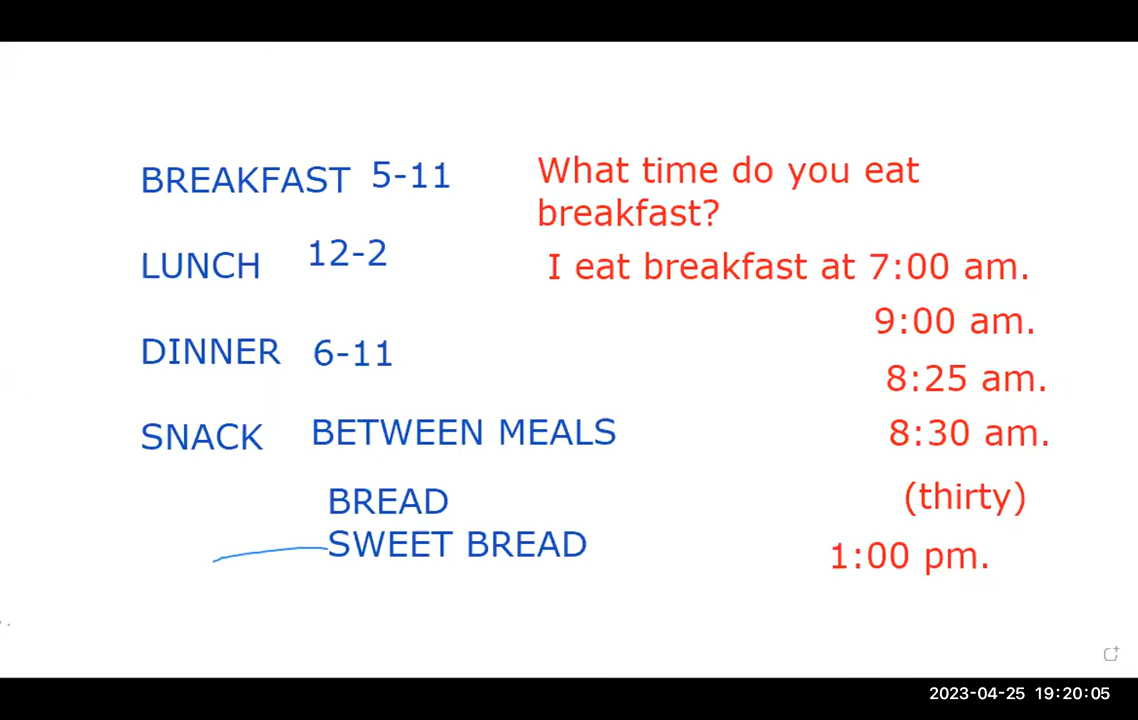 BREAKFAST 5-11
LUNCH 12-2
DINNER 6-11
SNACK BETWEEN MEALS
BREAD
SWEET BREAD
What time do you eat
breakfast?
I eat breakfast at 7:00 am.
9:00 am.
8:25 am.
8:30 am.
(thirty)
1:00 pm.
2023-04-25 19:20:05